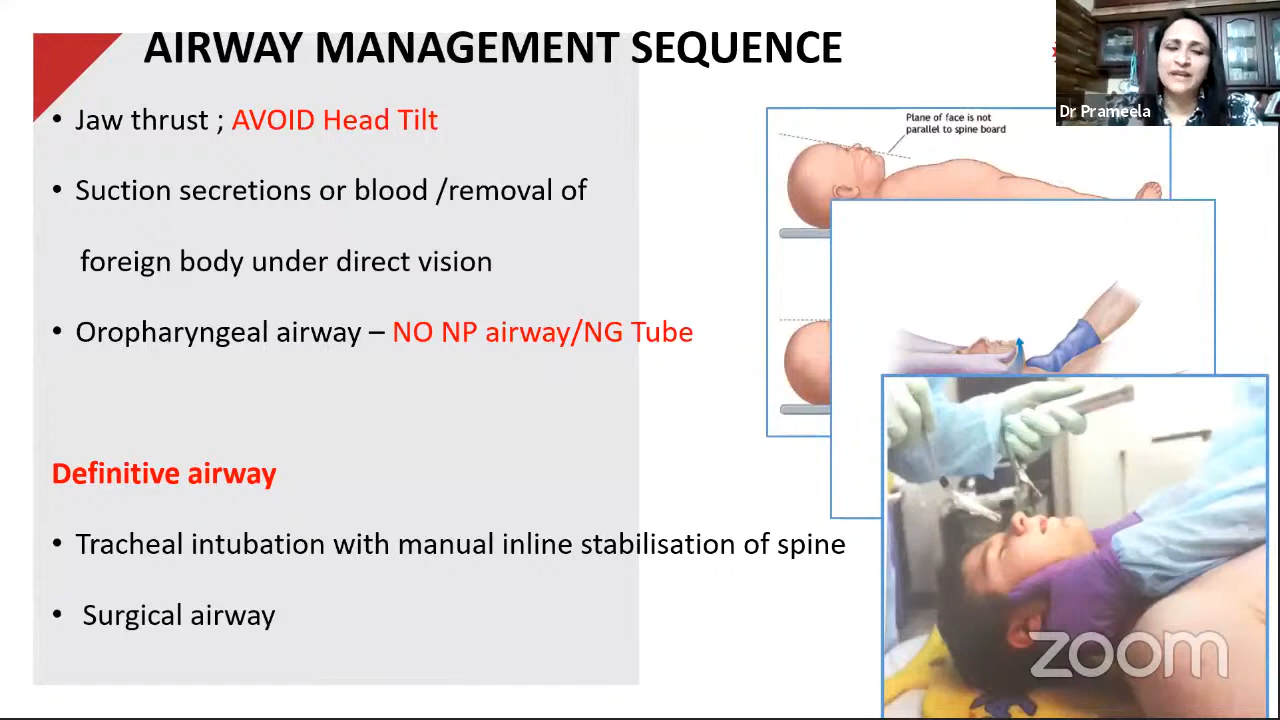 AIRWAY MANAGEMENT SEQUENCE
Dr Prameela
• Jaw thrust ; AVOID Head Tilt
Plane of face is not
parallel to spine board
• Suction secretions or blood /removal of
foreign body under direct vision
• Oropharyngeal airway – NO NP airway/NG Tube
Definitive airway
• Tracheal intubation with manual inline stabilisation of spine
• Surgical airway
zoom